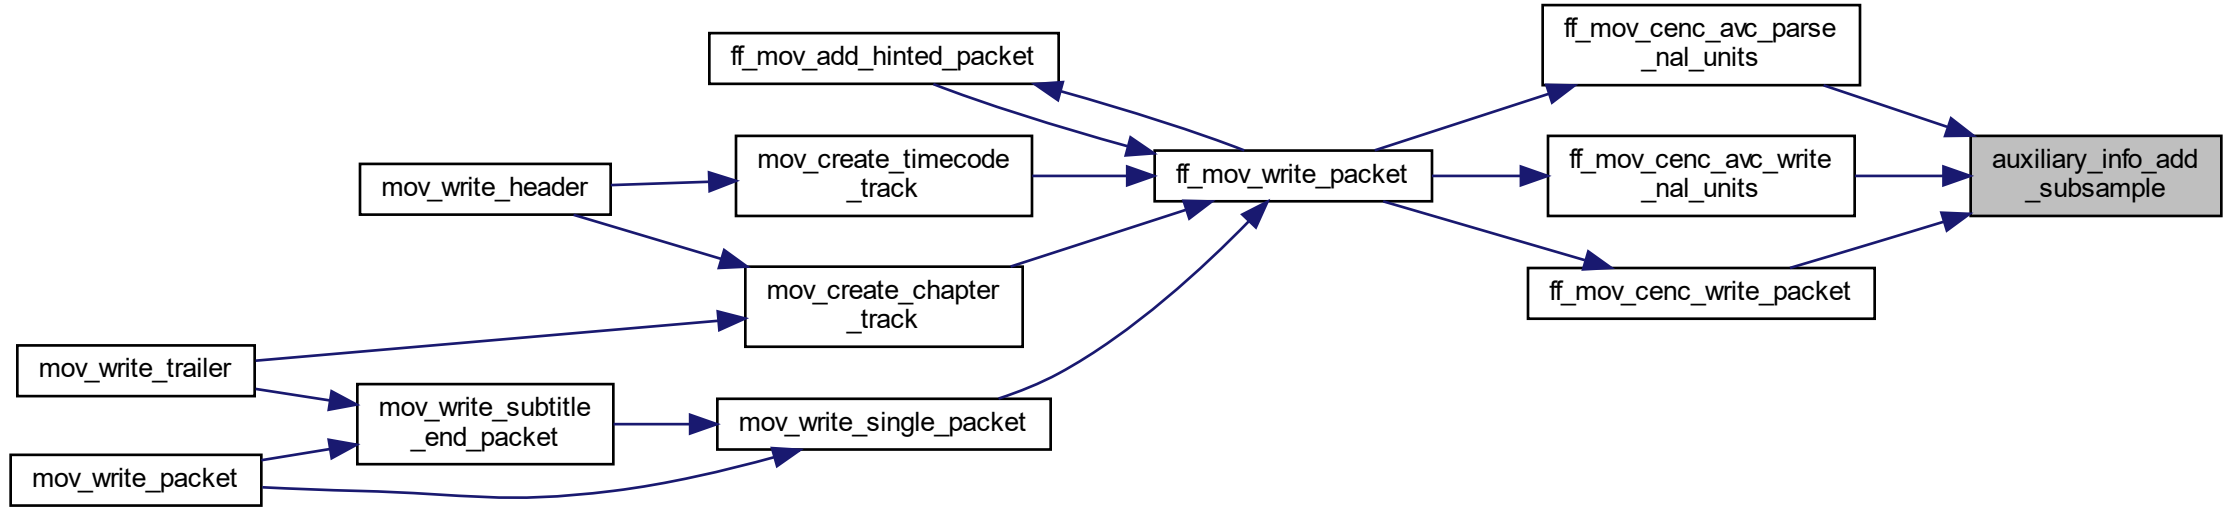 ff_mov_cenc_avc_parse
_nal_units
ff_mov_add_hinted_packet
mov_create_timecode
_track
ff_mov_cenc_avc_write
_nal_units
auxiliary_info_add
_subsample
mov_write_header
ff_mov_write_packet
mov_create_chapter
_track
ff_mov_cenc_write_packet
mov_write_trailer
mov_write_subtitle
_end_packet
mov_write_single_packet
mov_write_packet